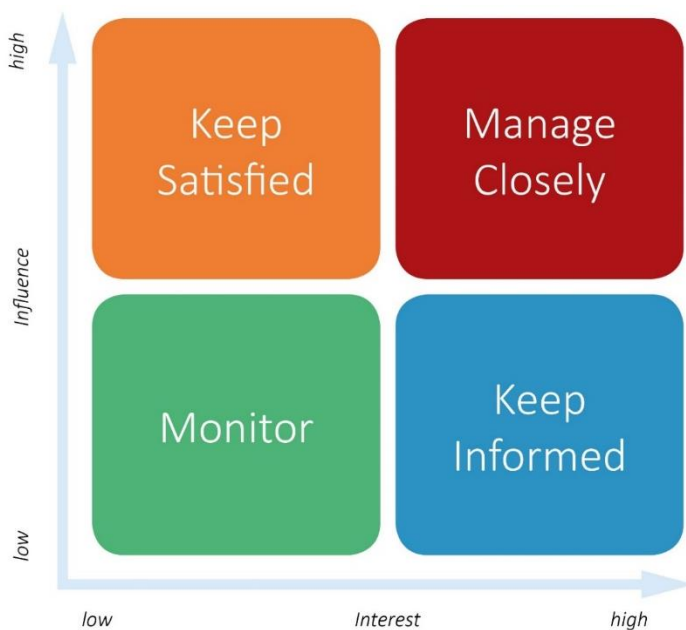 high
Keep
Satisfied
Manage
Closely
Influence
Monitor
Keep
Informed
low
low
Interest
high